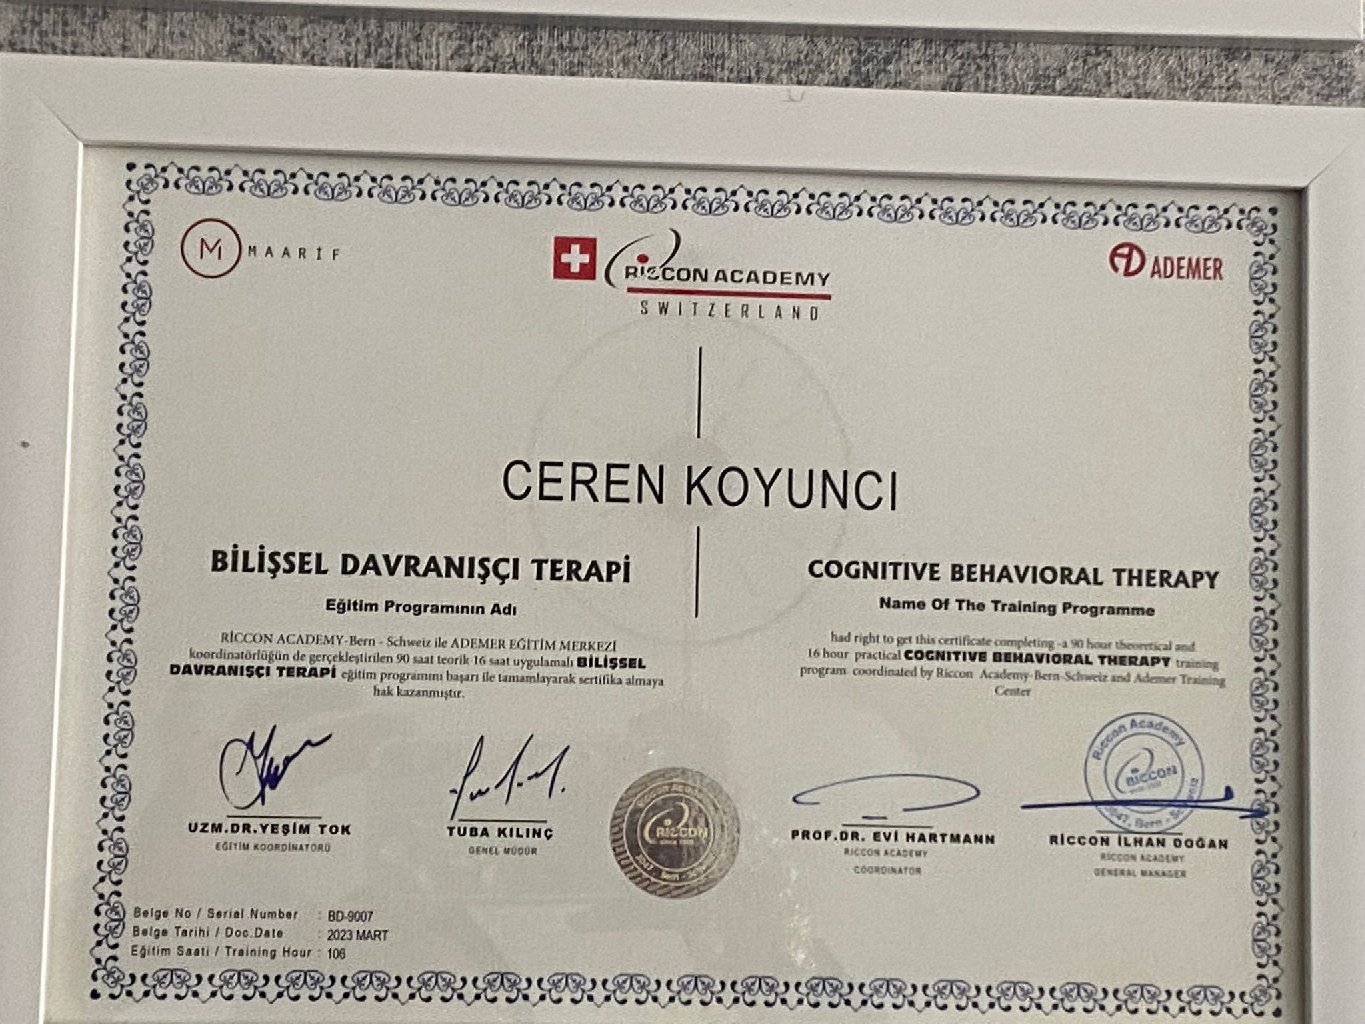 MAARİF
RICCON ACADEMY
SWITZERLAND
ADEMER
CEREN KOYUNCI
BİLİŞSEL DAVRANIŞÇI TERAPİ
Eğitim Programının Adı
RİCCON ACADEMY-Bern - Schweiz ile ADEMER EĞİTİM MERKEZİ
koordinatörlüğün de gerçekleştirilen 90 saat teorik 16 saat uygulamalı BİLİŞSEL
DAVRANIŞÇI TERAPİ eğitim programını başarı ile tamamlayarak sertifika almaya
hak kazanmıştır.
COGNITIVE BEHAVIORAL THERAPY
Name Of The Training Programme
had right to get this certificate completing -a 90 hour theoretical and
16 hour practical COGNITIVE BEHAVIORAL THERAPY training
program coordinated by Riccon Academy-Bern-Schweiz and Ademer Training
Center
UZM.DR.YEŞİM TOK
EĞİTİM KOORDİNATÖRÜ
TUBA KILINÇ
GENEL MÜDÜR
RICCON
PROF.DR. EVI HARTMANN
RICCON ACADEMY
COORDINATOR
Riccon Academy
RICCON
RICCON İLHAN DOĞAN
RICCON ACADEMY
GENERAL MANAGER
Belge No / Serial Number : BD-9007
Belge Tarihi / Doc.Date : 2023 MART
Eğitim Saati / Training Hour : 106